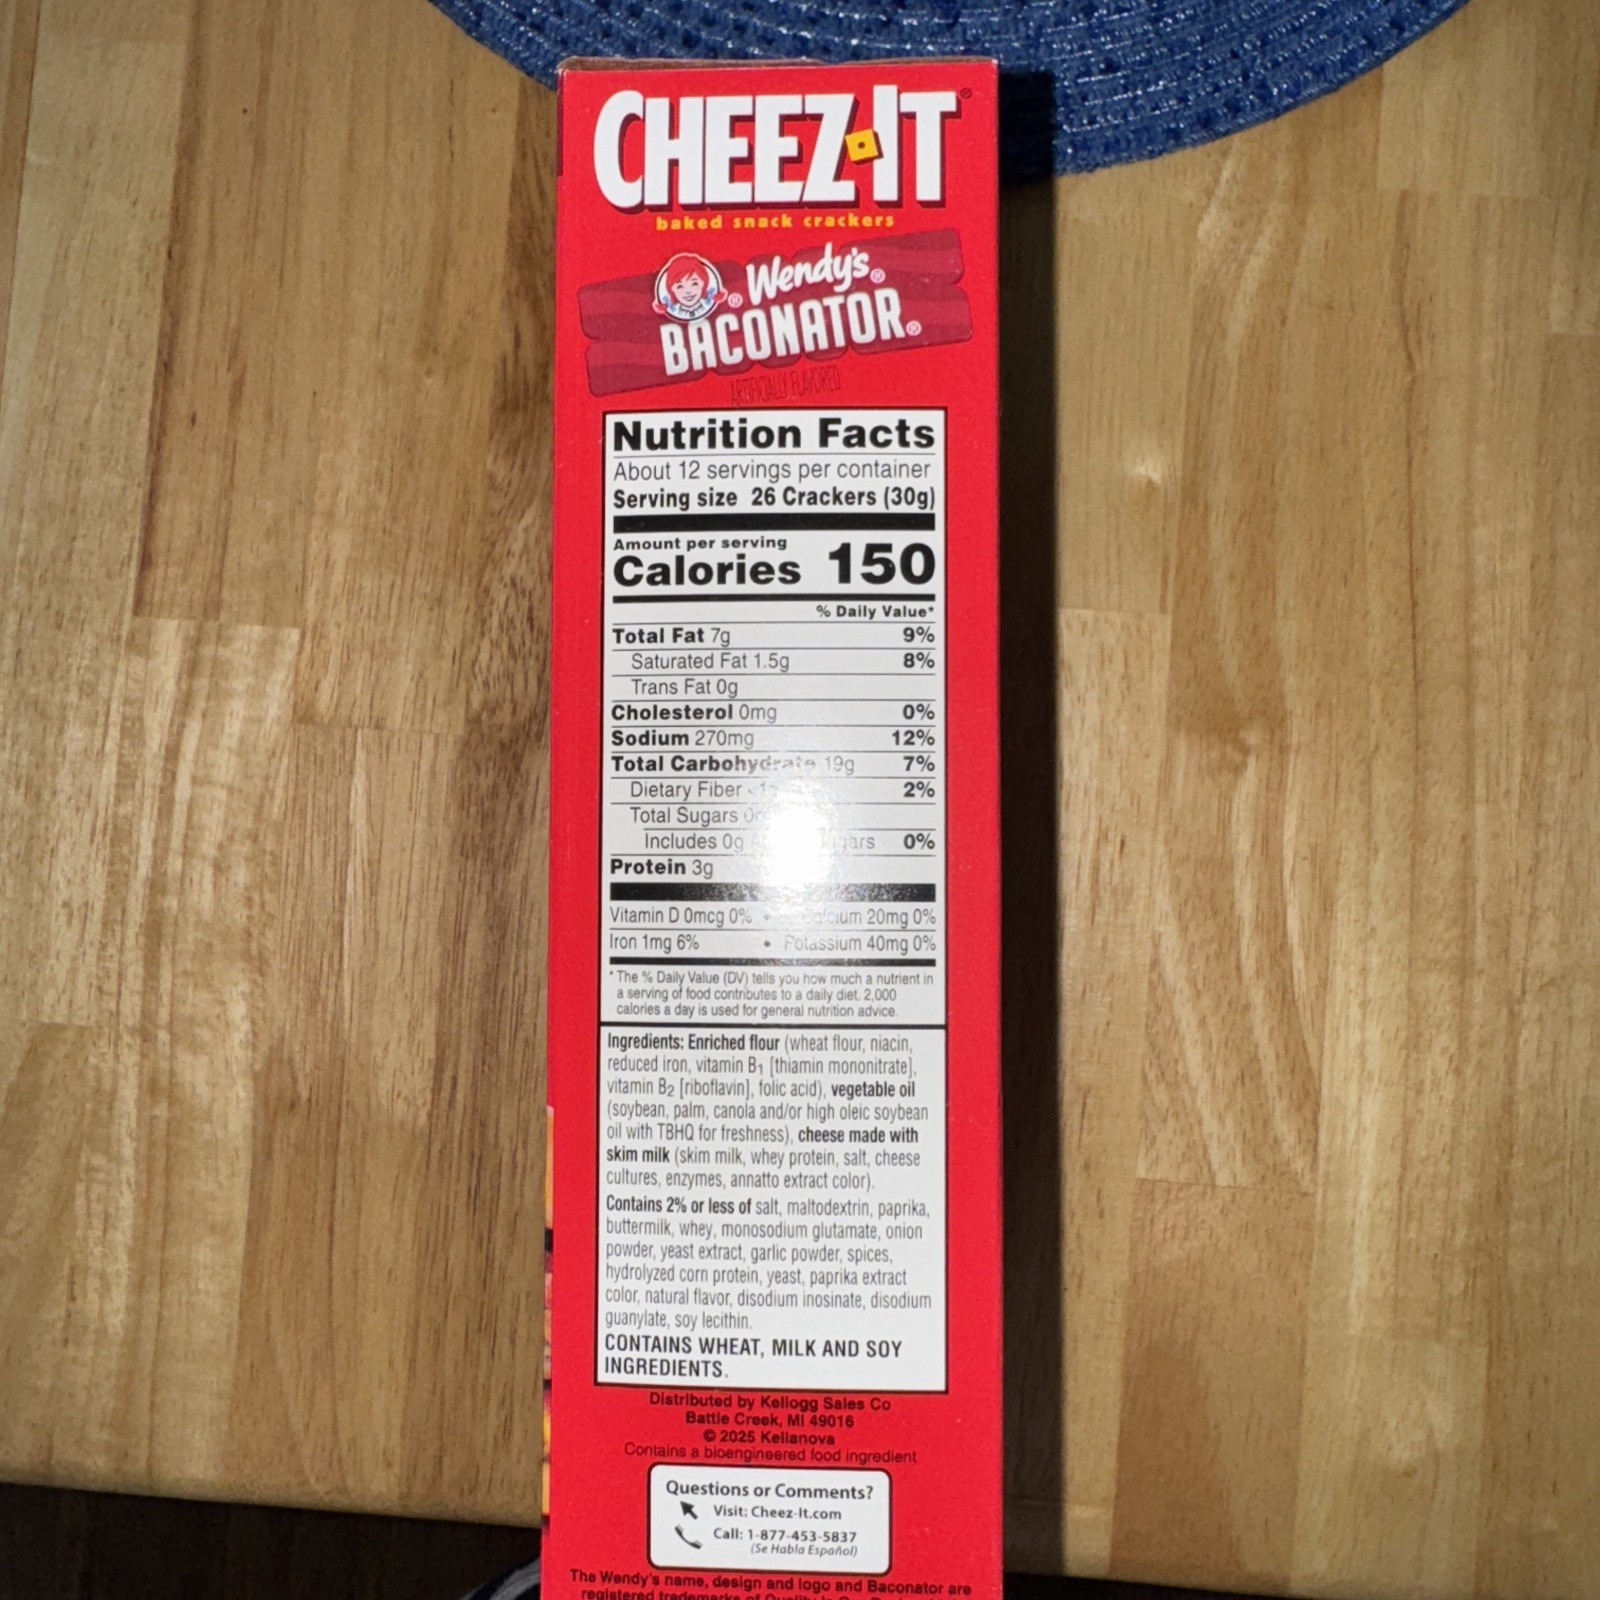 CHEEZ-IT®
baked snack crackers
® Wendy's®
BACONATOR®
ARTIFICIALLY FLAVORED
Nutrition Facts
About 12 servings per container
Serving size 26 Crackers (30g)
Amount per serving
Calories 150
% Daily Value*
Total Fat 7g 9%
Saturated Fat 1.5g 8%
Trans Fat 0g
Cholesterol 0mg 0%
Sodium 270mg 12%
Total Carbohydrate 19g 7%
Dietary Fiber <1g 2%
Total Sugars 0g
Includes 0g 0%
Protein 3g
Vitamin D 0mcg 0% • Calcium 20mg 0%
Iron 1mg 6% • Potassium 40mg 0%
* The % Daily Value (DV) tells you how much a nutrient in
a serving of food contributes to a daily diet. 2,000
calories a day is used for general nutrition advice.
Ingredients: Enriched flour (wheat flour, niacin,
reduced iron, vitamin B1 [thiamin mononitrate],
vitamin B2 [riboflavin], folic acid), vegetable oil
(soybean, palm, canola and/or high oleic soybean
oil with TBHQ for freshness), cheese made with
skim milk (skim milk, whey protein, salt, cheese
cultures, enzymes, annatto extract color).
Contains 2% or less of salt, maltodextrin, paprika,
buttermilk, whey, monosodium glutamate, onion
powder, yeast extract, garlic powder, spices,
hydrolyzed corn protein, yeast, paprika extract
color, natural flavor, disodium inosinate, disodium
guanylate, soy lecithin.
CONTAINS WHEAT, MILK AND SOY
INGREDIENTS.
Distributed by Kellogg Sales Co
Battle Creek, MI 49016
© 2025 Kellanova
Contains a bioengineered food ingredient
Questions or Comments?
Visit: Cheez-It.com
Call: 1-877-453-5837
(Se Habla Español)
The Wendy's name, design and logo and Baconator are
registered trademarks of Quality